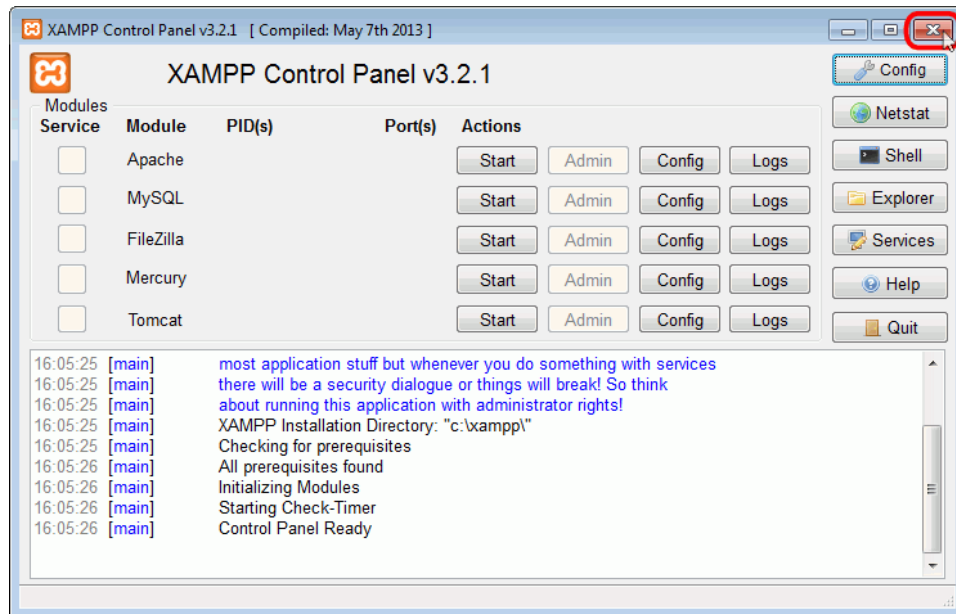 XAMPP Control Panel v3.2.1 [ Compiled: May 7th 2013 ]
XAMPP Control Panel v3.2.1
Config
Modules
Service Module PID(s) Port(s) Actions
Netstat
Apache Start Admin Config Logs
Shell
MySQL Start Admin Config Logs
Explorer
FileZilla Start Admin Config Logs
Services
Mercury Start Admin Config Logs
Help
Tomcat Start Admin Config Logs
Quit
16:05:25 [main] most application stuff but whenever you do something with services
16:05:25 [main] there will be a security dialogue or things will break! So think
16:05:25 [main] about running this application with administrator rights!
16:05:25 [main] XAMPP Installation Directory: "c:\xampp\"
16:05:25 [main] Checking for prerequisites
16:05:26 [main] All prerequisites found
16:05:26 [main] Initializing Modules
16:05:26 [main] Starting Check-Timer
16:05:26 [main] Control Panel Ready